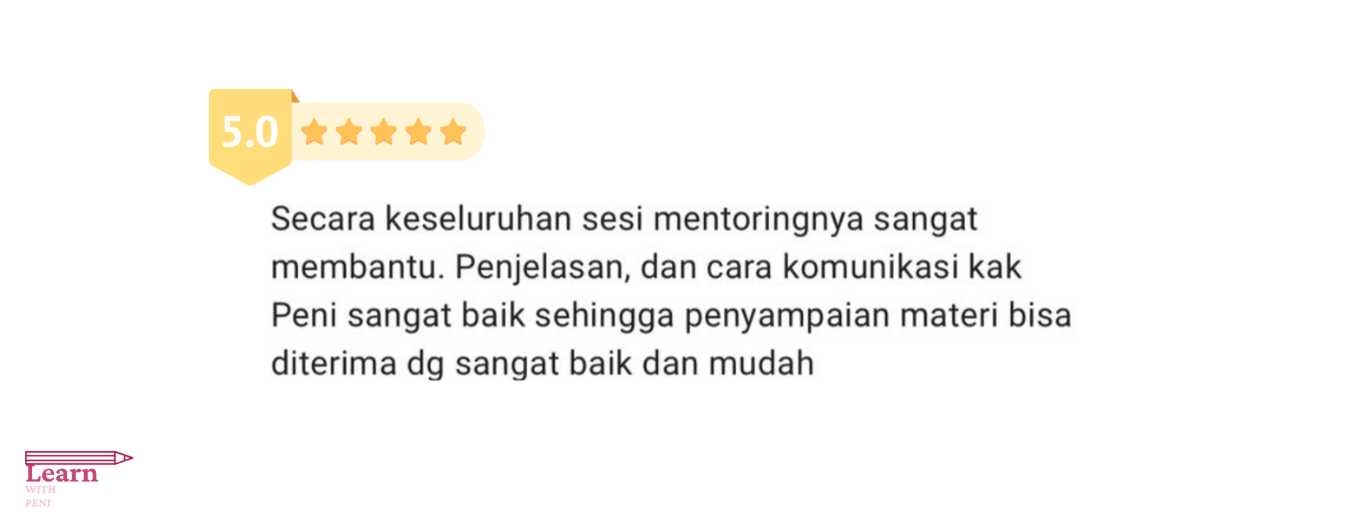 5.0
Secara keseluruhan sesi mentoringnya sangat
membantu. Penjelasan, dan cara komunikasi kak
Peni sangat baik sehingga penyampaian materi bisa
diterima dg sangat baik dan mudah
Learn
WITH
PENI